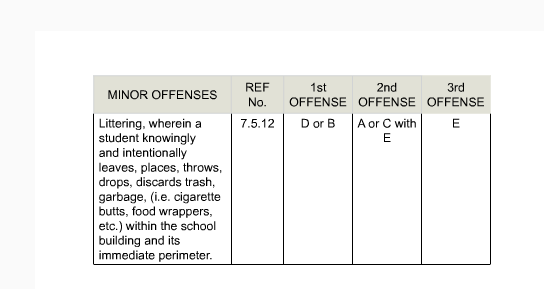 MINOR OFFENSES
REF
No.
1st
OFFENSE
2nd
OFFENSE
3rd
OFFENSE
Littering, wherein a
student knowingly
and intentionally
leaves, places, throws,
drops, discards trash,
garbage, (i.e. cigarette
butts, food wrappers,
etc.) within the school
building and its
immediate perimeter.
7.5.12
D or B
A or C with
E
E